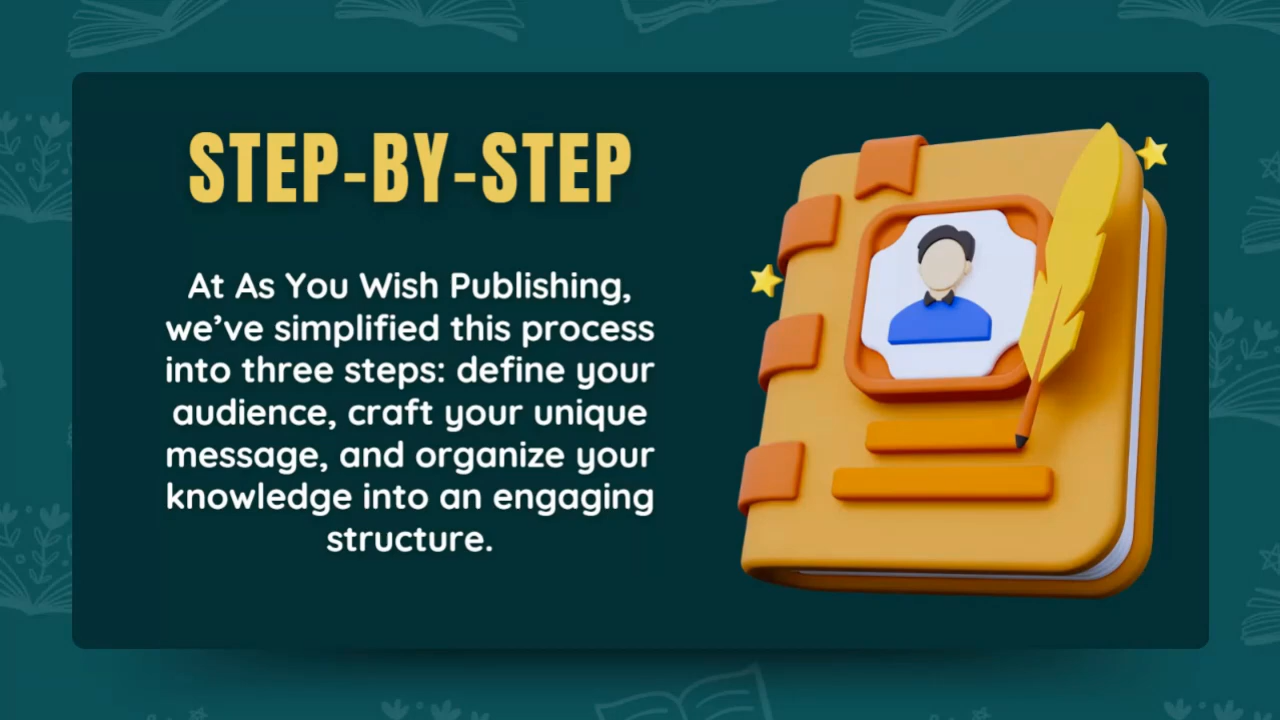 STEP-BY-STEP
At As You Wish Publishing,
we’ve simplified this process
into three steps: define your
audience, craft your unique
message, and organize your
knowledge into an engaging
structure.